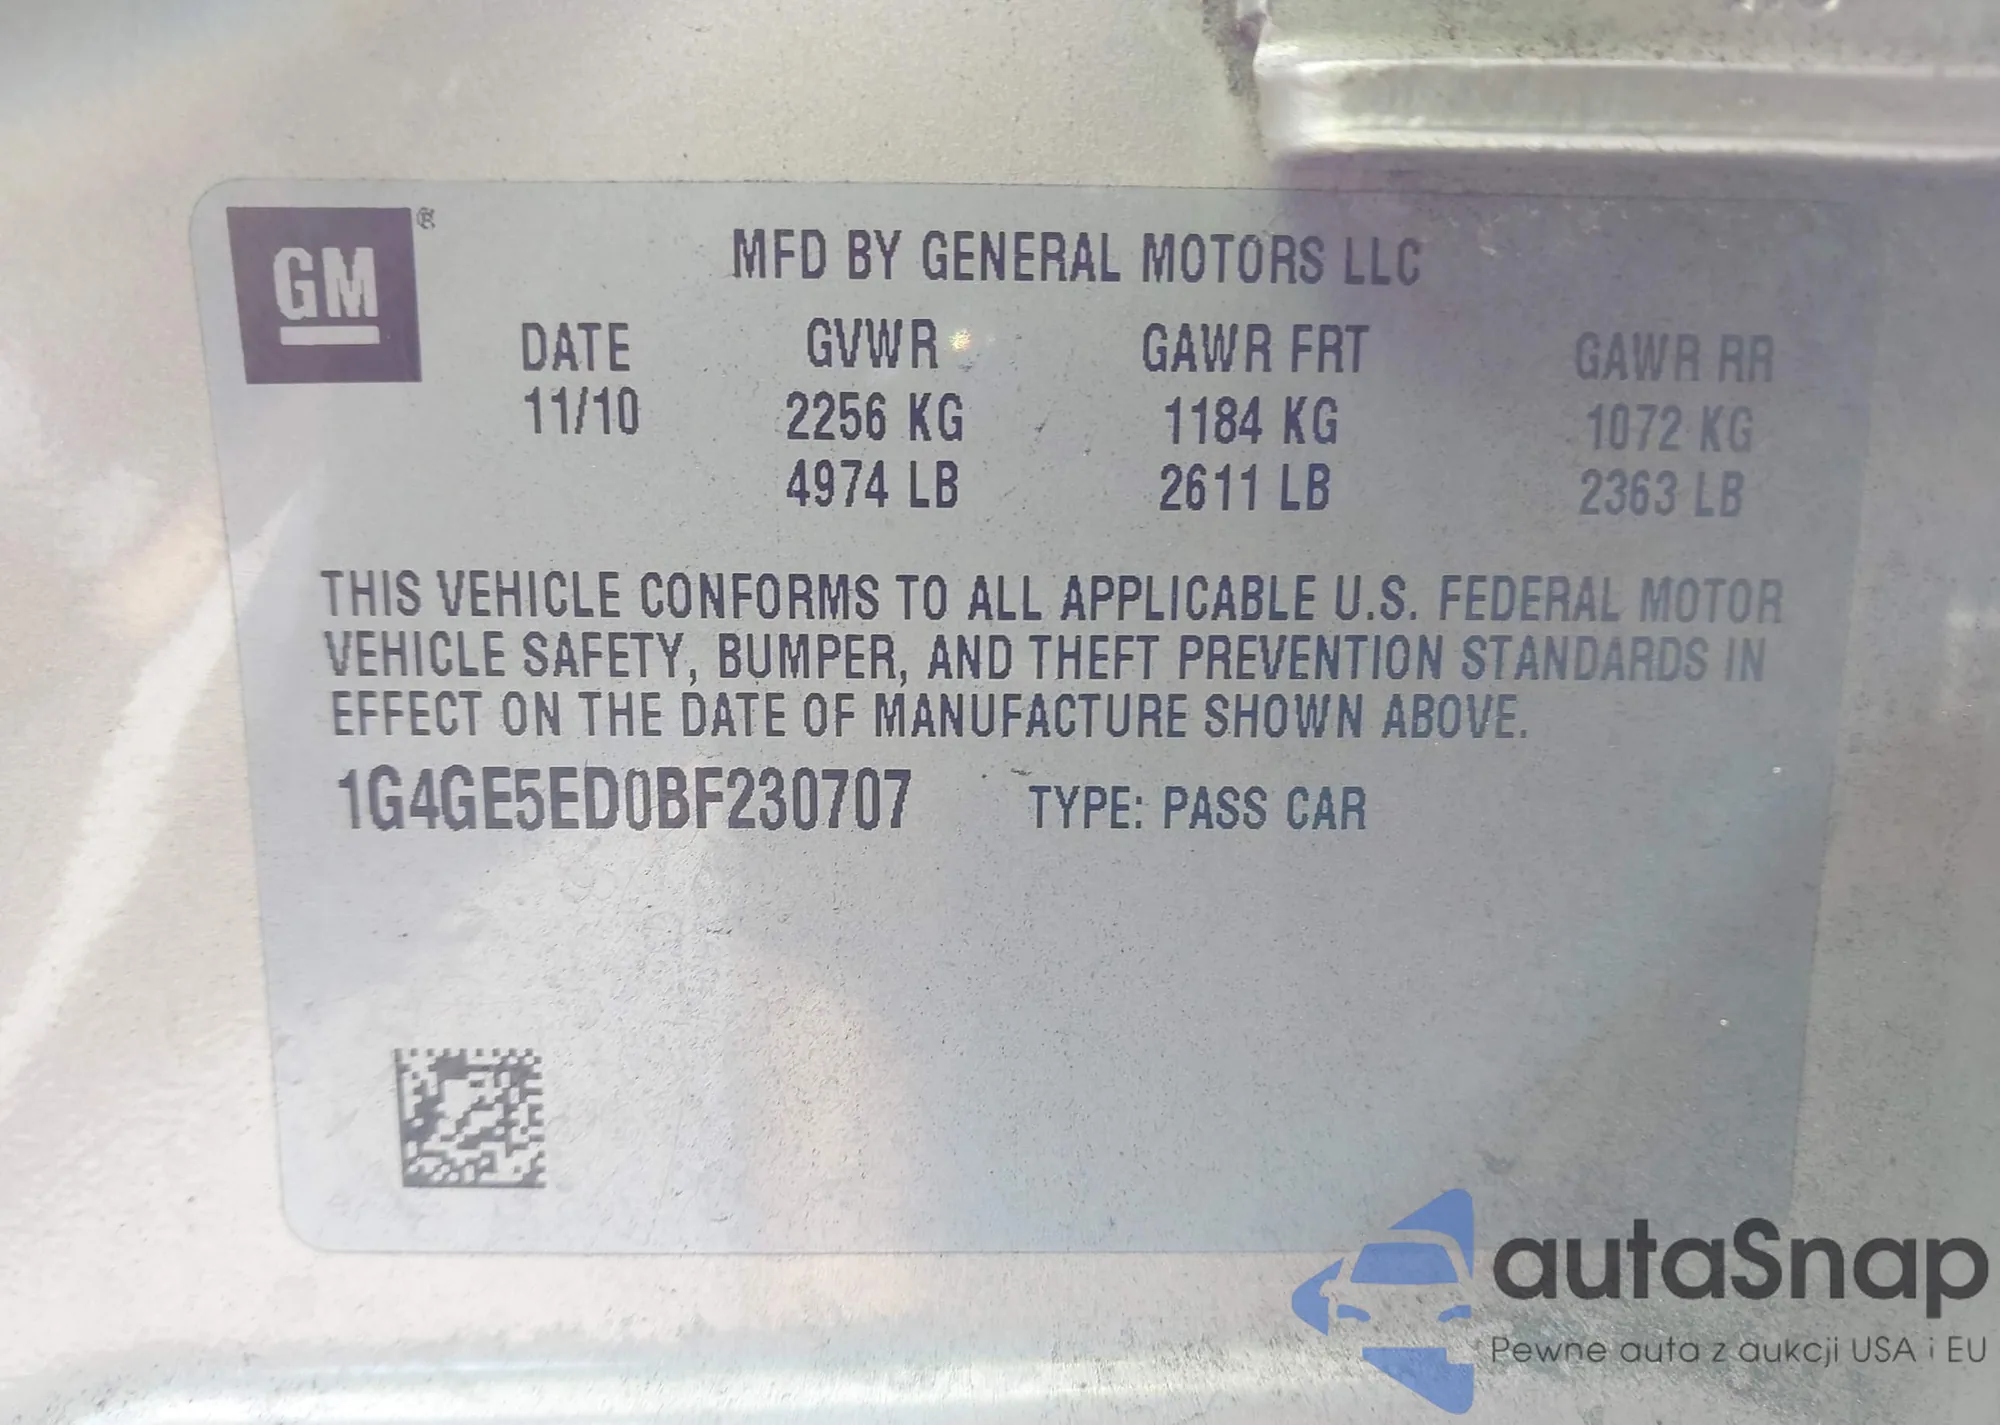 GM ®
MFD BY GENERAL MOTORS LLC
DATE GVWR GAWR FRT GAWR RR
11/10 2256 KG 1184 KG 1072 KG
4974 LB 2611 LB 2363 LB
THIS VEHICLE CONFORMS TO ALL APPLICABLE U.S. FEDERAL MOTOR
VEHICLE SAFETY, BUMPER, AND THEFT PREVENTION STANDARDS IN
EFFECT ON THE DATE OF MANUFACTURE SHOWN ABOVE.
1G4GE5ED0BF230707 TYPE: PASS CAR
autaSnap
Pewne auta z aukcji USA i EU